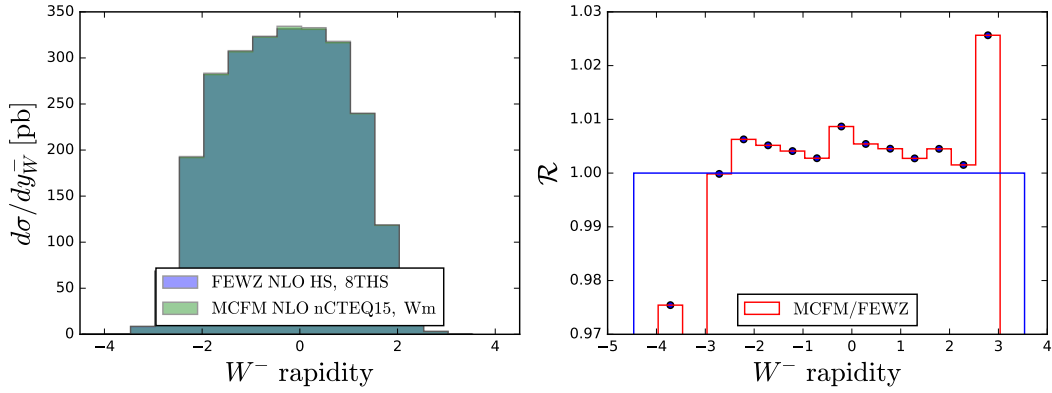 350
300
250
200
150
100
50
0
dσ/dy_W^- [pb]
FEWZ NLO HS, 8THS
MCFM NLO nCTEQ15, Wm
−4 −2 0 2 4
W⁻ rapidity
1.03
1.02
1.01
1.00
0.99
0.98
0.97
ℛ
MCFM/FEWZ
−5 −4 −3 −2 −1 0 1 2 3 4
W⁻ rapidity